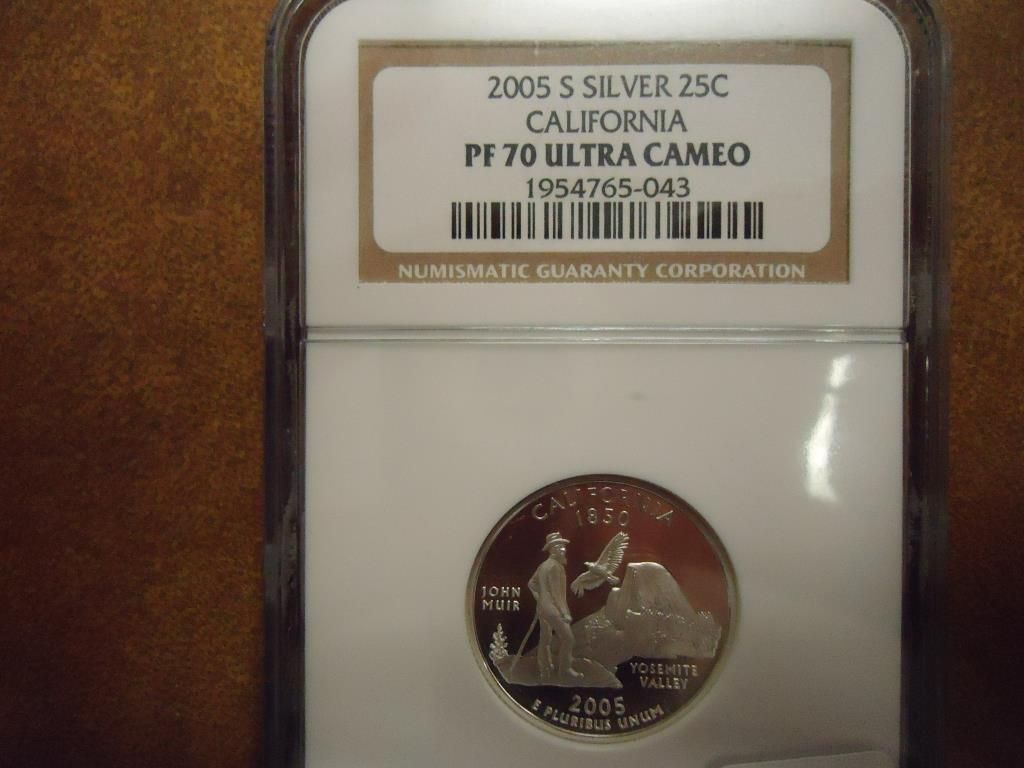 2005 S SILVER 25C
CALIFORNIA
PF 70 ULTRA CAMEO
1954765-043
NUMISMATIC GUARANTY CORPORATION
CALIFORNIA
1850
JOHN
MUIR
YOSEMITE
VALLEY
2005
E PLURIBUS UNUM